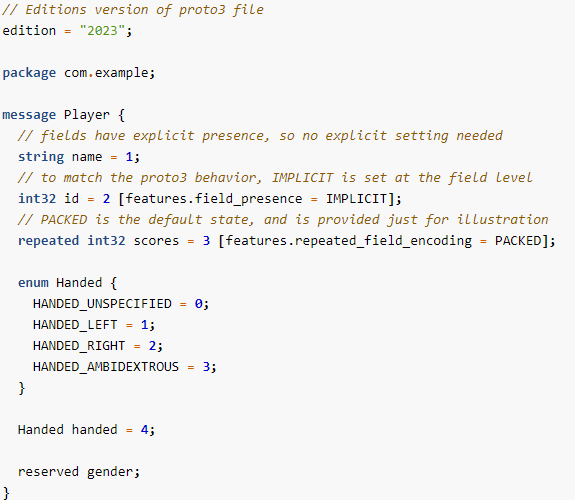 // Editions version of proto3 file
edition = "2023";

package com.example;

message Player {
  // fields have explicit presence, so no explicit setting needed
  string name = 1;
  // to match the proto3 behavior, IMPLICIT is set at the field level
  int32 id = 2 [features.field_presence = IMPLICIT];
  // PACKED is the default state, and is provided just for illustration
  repeated int32 scores = 3 [features.repeated_field_encoding = PACKED];

  enum Handed {
    HANDED_UNSPECIFIED = 0;
    HANDED_LEFT = 1;
    HANDED_RIGHT = 2;
    HANDED_AMBIDEXTROUS = 3;
  }

  Handed handed = 4;

  reserved gender;
}